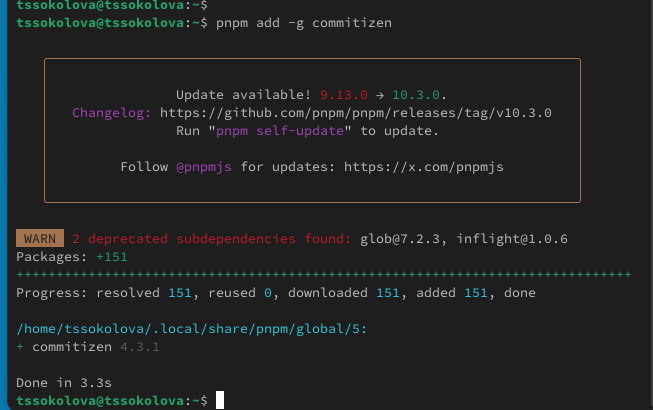 tssokolova@tssokolova:~$
tssokolova@tssokolova:~$ pnpm add -g commitizen
Update available! 9.13.0 → 10.3.0.
Changelog: https://github.com/pnpm/pnpm/releases/tag/v10.3.0
Run "pnpm self-update" to update.
Follow @pnpmjs for updates: https://x.com/pnpmjs
WARN 2 deprecated subdependencies found: glob@7.2.3, inflight@1.0.6
Packages: +151
+++++++++++++++++++++++++++++++++++++++++++++++++++++++++++++++++++++++++++++
Progress: resolved 151, reused 0, downloaded 151, added 151, done
/home/tssokolova/.local/share/pnpm/global/5:
+ commitizen 4.3.1
Done in 3.3s
tssokolova@tssokolova:~$